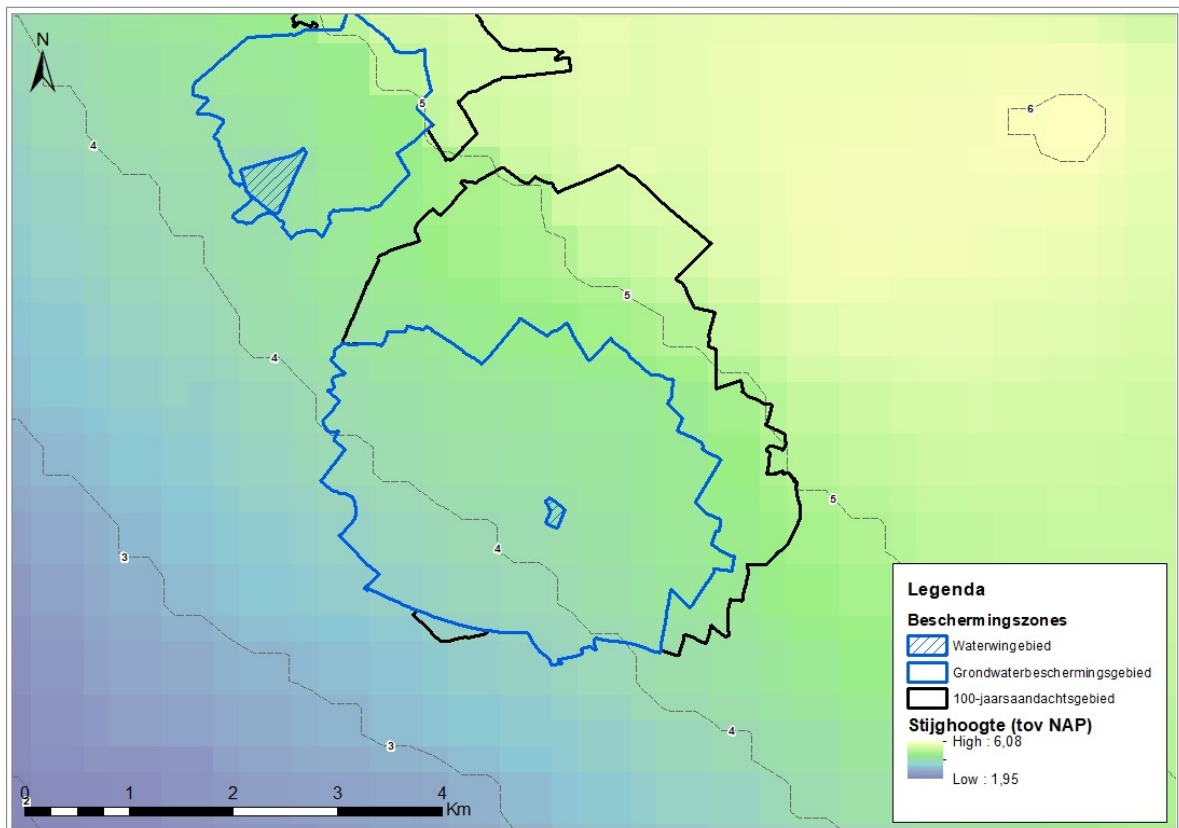 N
5
6
4
5
4
5
4
3
4
3
Legenda
Beschermingszones
Waterwingebied
Grondwaterbeschermingsgebied
100-jaarsaandachtsgebied
Stijghoogte (tov NAP)
High : 6,08
Low : 1,95
0 1 2 3 4
Km
2